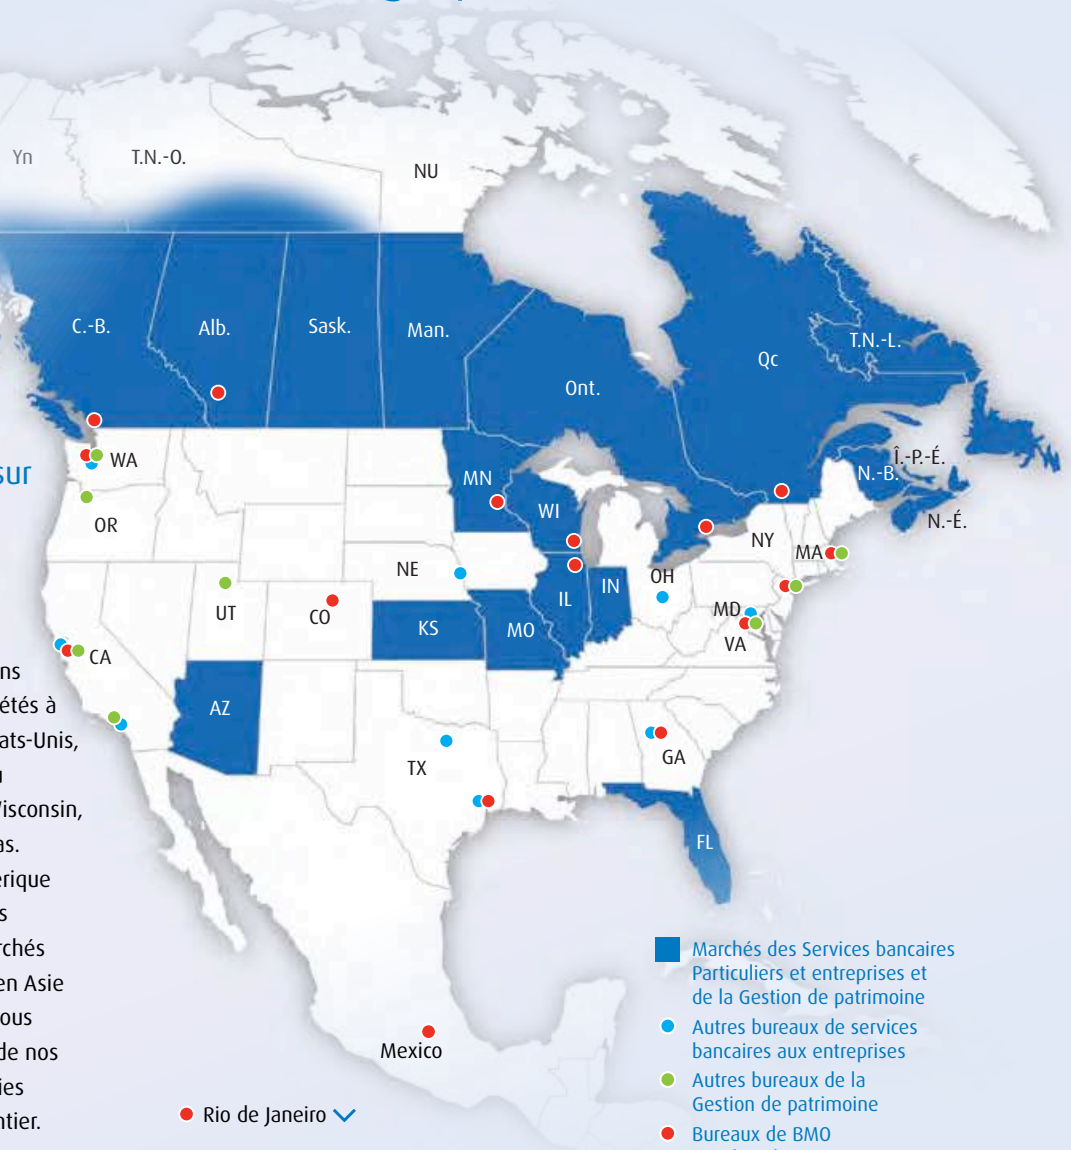 Yn
T.N.-O.
NU
C.-B.
Alb.
Sask.
Man.
Ont.
Qc
T.N.-L.
Î.-P.-É.
N.-B.
N.-É.
WA
OR
MN
WI
NY
MA
NE
OH
IN
IL
UT
CO
KS
MO
MD
VA
CA
AZ
TX
GA
FL
Mexico
Rio de Janeiro
sur
ns
étés à
ats-Unis,
Visconsin,
as.
érique
s
rchés
en Asie
ous
de nos
ies
ntier.
Marchés des Services bancaires
Particuliers et entreprises et
de la Gestion de patrimoine
Autres bureaux de services
bancaires aux entreprises
Autres bureaux de la
Gestion de patrimoine
Bureaux de BMO